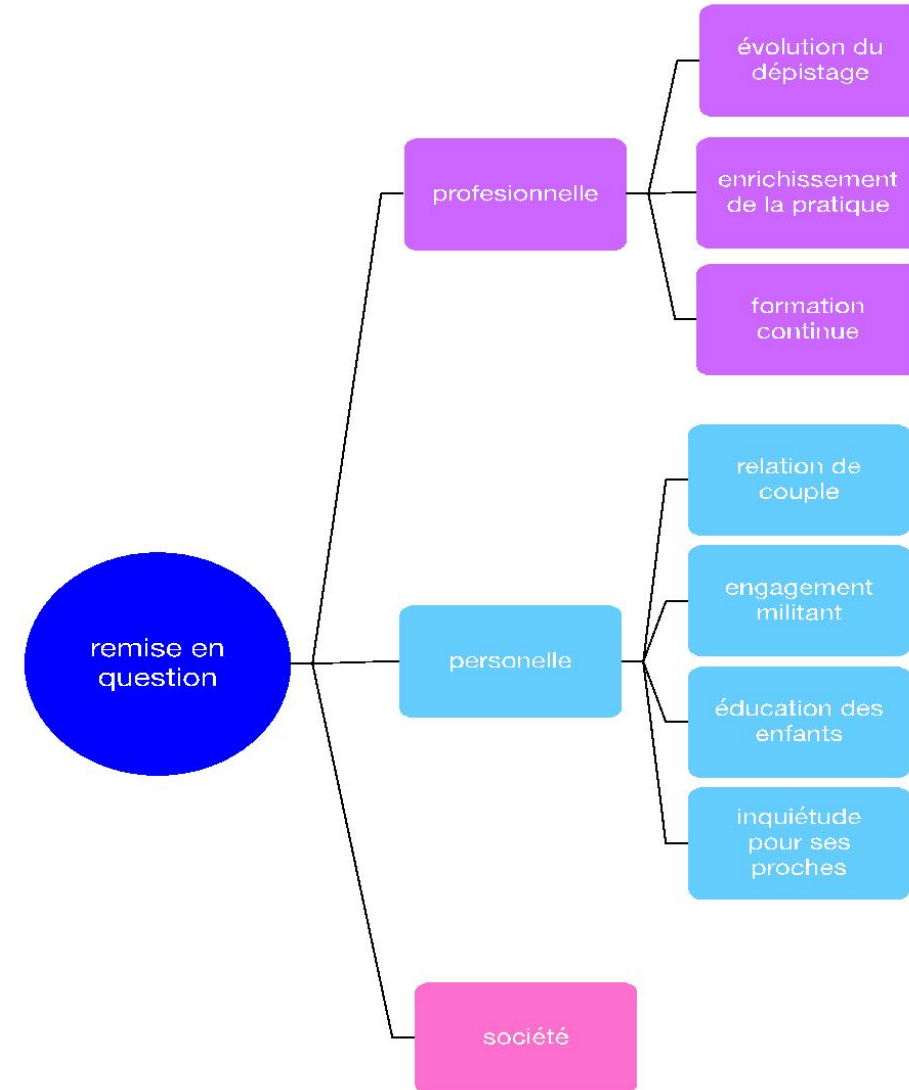 évolution du
dépistage
profesionnelle
enrichissement
de la pratique
formation
continue
remise en
question
personelle
relation de
couple
engagement
militant
éducation des
enfants
inquiétude
pour ses
proches
société